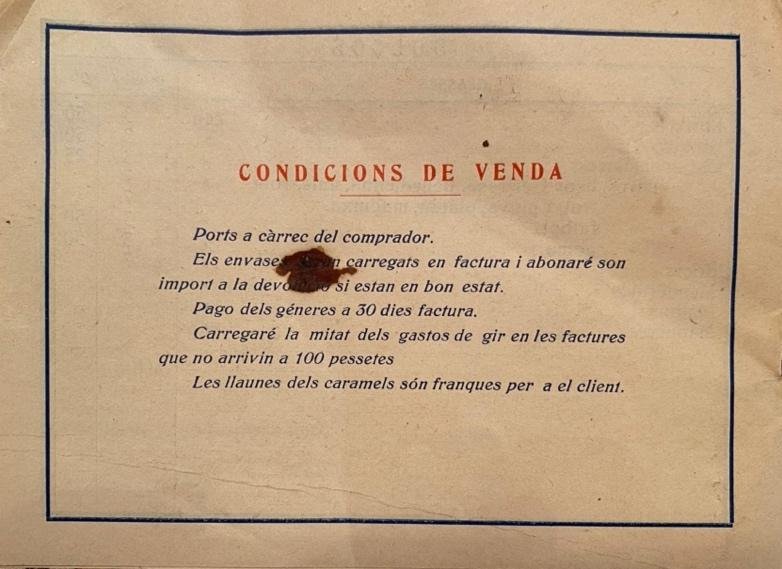 CONDICIONS DE VENDA
Ports a càrrec del comprador.
Els envases carregats en factura i abonaré son
import a la devolució si estan en bon estat.
Pago dels géneres a 30 dies factura.
Carregaré la mitat dels gastos de gir en les factures
que no arrivin a 100 pessetes
Les llaunes dels caramels són franques per a el client.